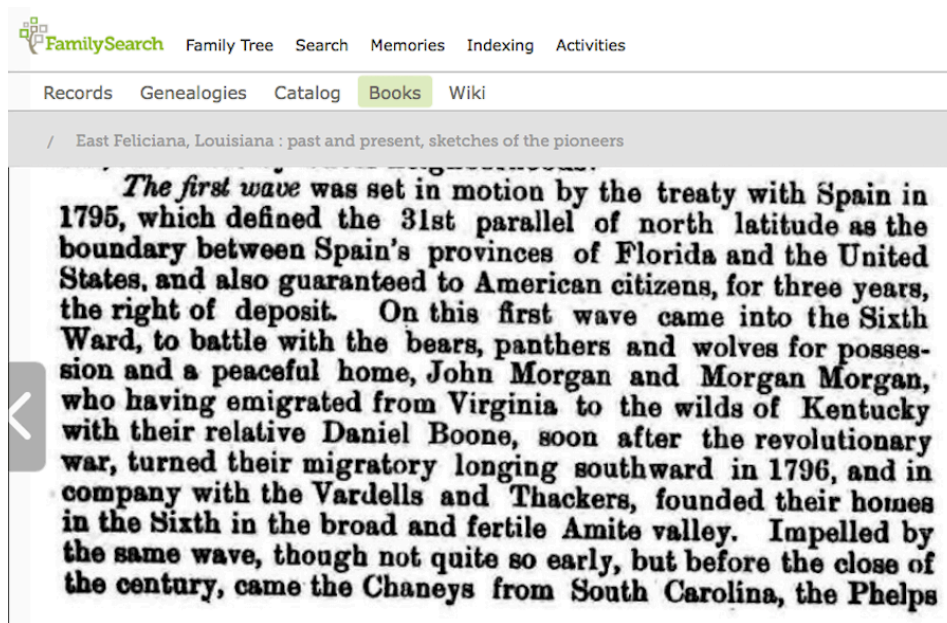 FamilySearch Family Tree Search Memories Indexing Activities
Records Genealogies Catalog Books Wiki
/ East Feliciana, Louisiana : past and present, sketches of the pioneers
The first wave was set in motion by the treaty with Spain in
1795, which defined the 31st parallel of north latitude as the
boundary between Spain's provinces of Florida and the United
States, and also guaranteed to American citizens, for three years,
the right of deposit. On this first wave came into the Sixth
Ward, to battle with the bears, panthers and wolves for posses-
sion and a peaceful home, John Morgan and Morgan Morgan,
who having emigrated from Virginia to the wilds of Kentucky
with their relative Daniel Boone, soon after the revolutionary
war, turned their migratory longing southward in 1796, and in
company with the Vardells and Thackers, founded their homes
in the Sixth in the broad and fertile Amite valley. Impelled by
the same wave, though not quite so early, but before the close of
the century, came the Chaneys from South Carolina, the Phelps